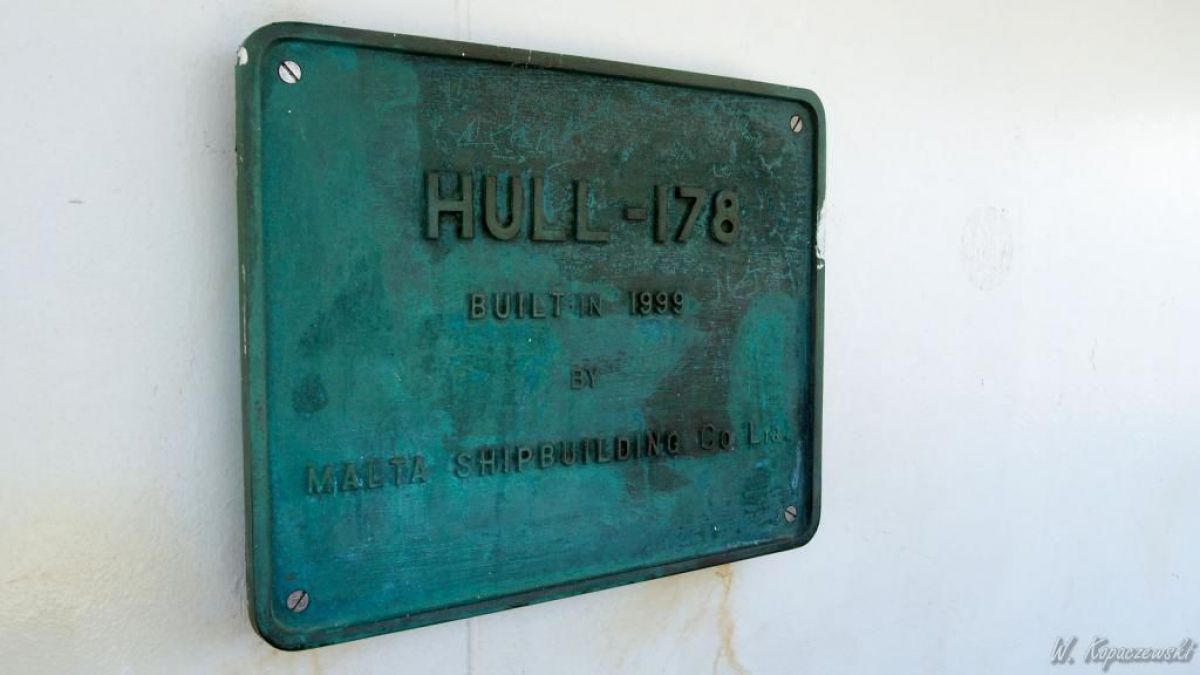 HULL-178
BUILT·IN 1999
BY
MALTA SHIPBUILDING Co. Ltd.
W. Kopaczewski